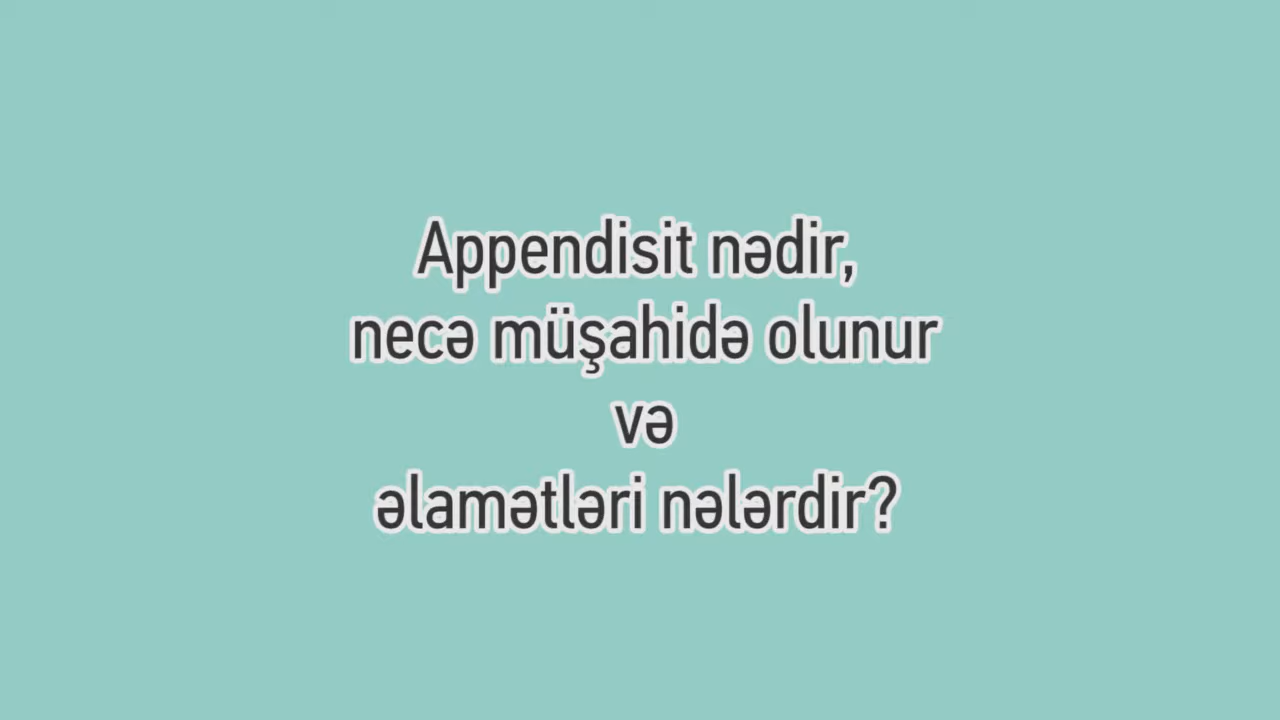 Appendisit nədir,
necə müşahidə olunur
və
əlamətləri nələrdir?